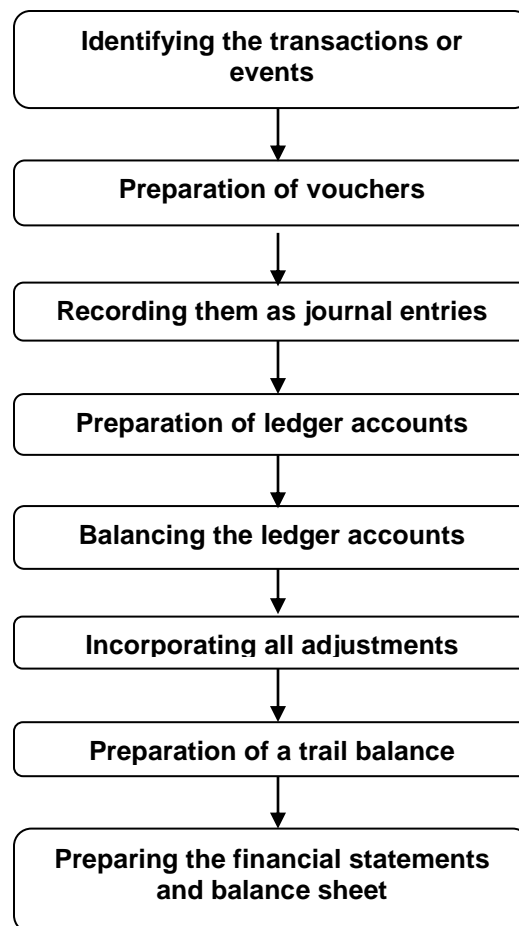 Identifying the transactions or
events
Preparation of vouchers
Recording them as journal entries
Preparation of ledger accounts
Balancing the ledger accounts
Incorporating all adjustments
Preparation of a trail balance
Preparing the financial statements
and balance sheet